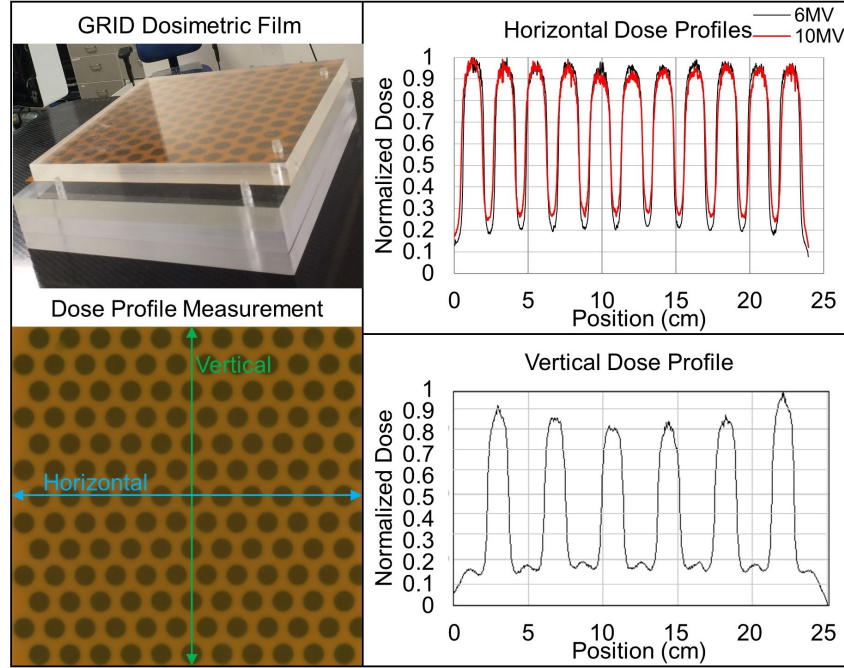 GRID Dosimetric Film
Dose Profile Measurement
Vertical
Horizontal
Horizontal Dose Profiles
6MV
10MV
Normalized Dose
1
0.9
0.8
0.7
0.6
0.5
0.4
0.3
0.2
0.1
0
0 5 10 15 20 25
Position (cm)
Vertical Dose Profile
Normalized Dose
1
0.9
0.8
0.7
0.6
0.5
0.4
0.3
0.2
0.1
0
0 5 10 15 20 25
Position (cm)